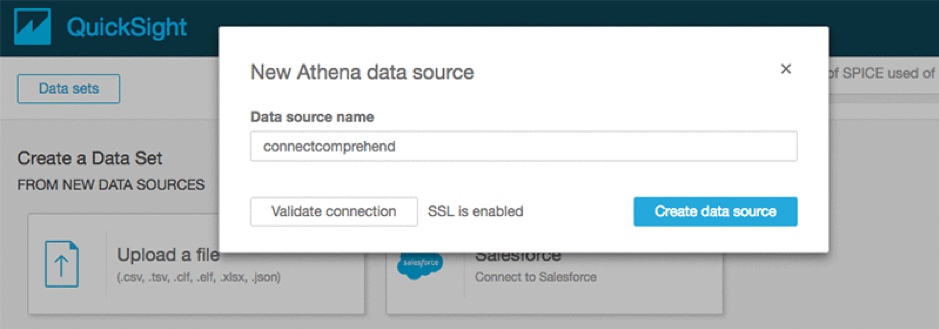 QuickSight
New Athena data source
of SPICE used of
Data sets
Data source name
connectcomprehend
Create a Data Set
FROM NEW DATA SOURCES
Validate connection SSL is enabled Create data source
Upload a file
(.csv, .tsv, .clf, .elf, .xlsx, .json)
salesforce
Salesforce
Connect to Salesforce